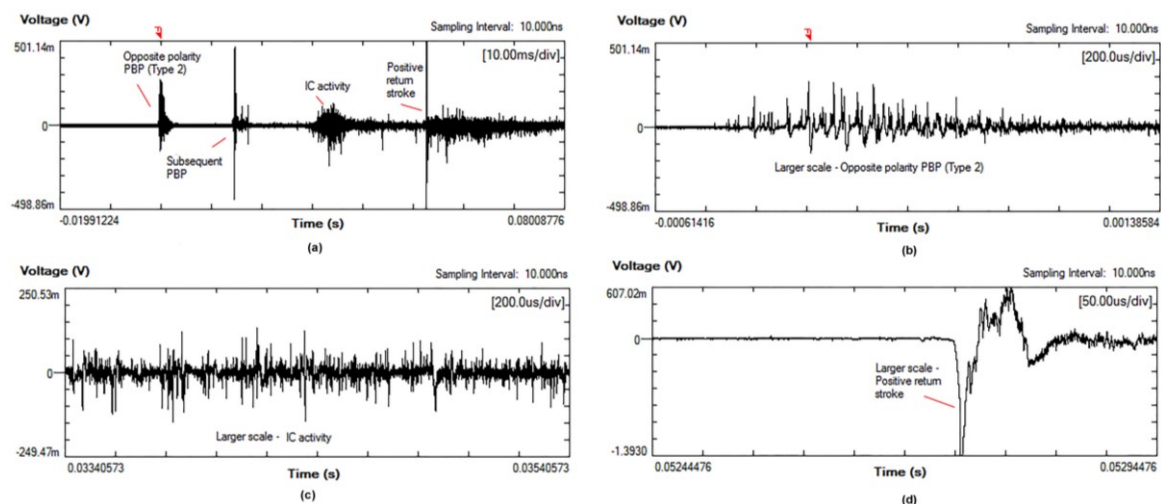 Voltage (V)
Sampling Interval: 10.000ns
501.14m
[10.00ms/div]
Opposite polarity
PBP (Type 2)
IC activity
Positive
return
stroke
0
Subsequent
PBP
-498.86m
-0.01991224
Time (s)
0.08008776
(a)
Voltage (V)
Sampling Interval: 10.000ns
501.14m
[200.0us/div]
0
Larger scale - Opposite polarity PBP (Type 2)
-498.86m
-0.00061416
Time (s)
0.00138584
(b)
Voltage (V)
Sampling Interval: 10.000ns
250.53m
[200.0us/div]
0
Larger scale - IC activity
-249.47m
0.03340573
Time (s)
0.03540573
(c)
Voltage (V)
Sampling Interval: 10.000ns
607.02m
[50.00us/div]
0
Larger scale -
Positive return
stroke
-1.3930
0.05244476
Time (s)
0.05294476
(d)